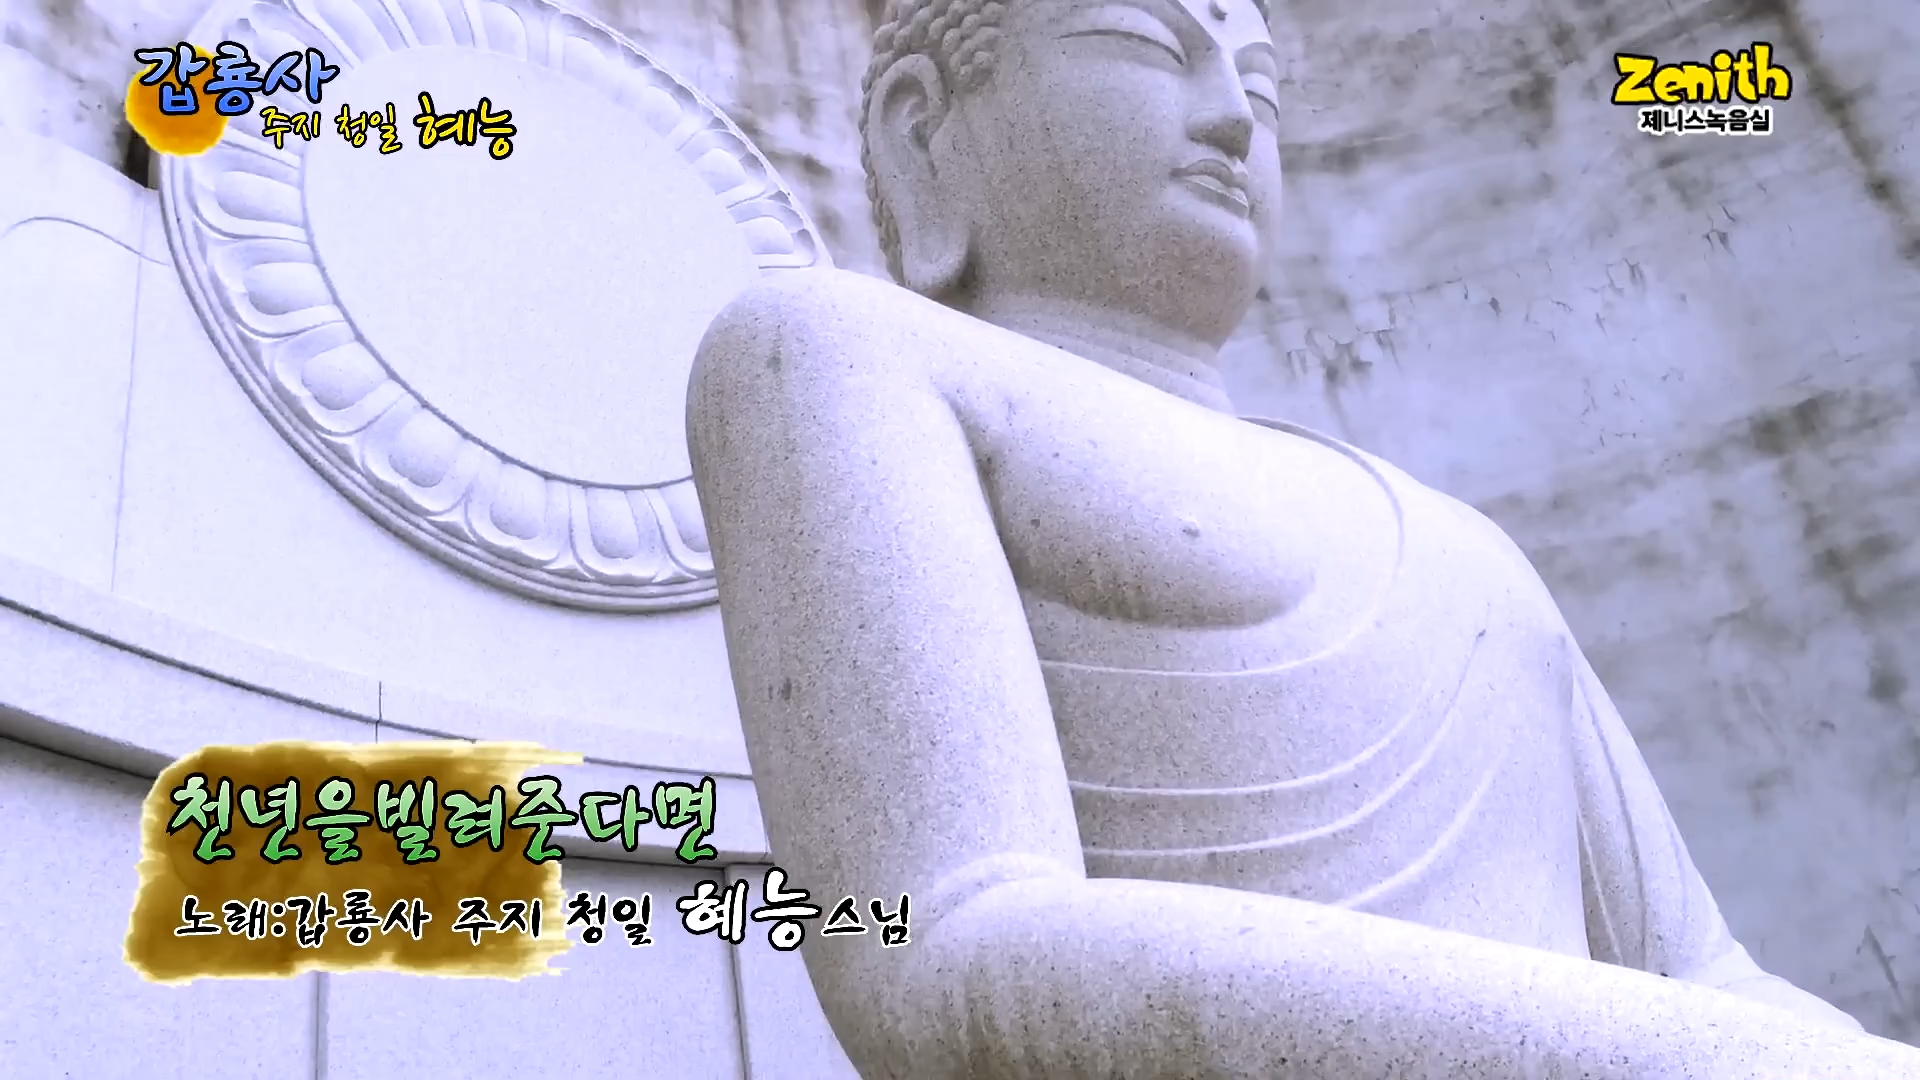 갑룡사
주지 청일 혜능
Zenith
제니스녹음실
천년을빌려준다면
노래:갑룡사 주지 청일 혜능스님